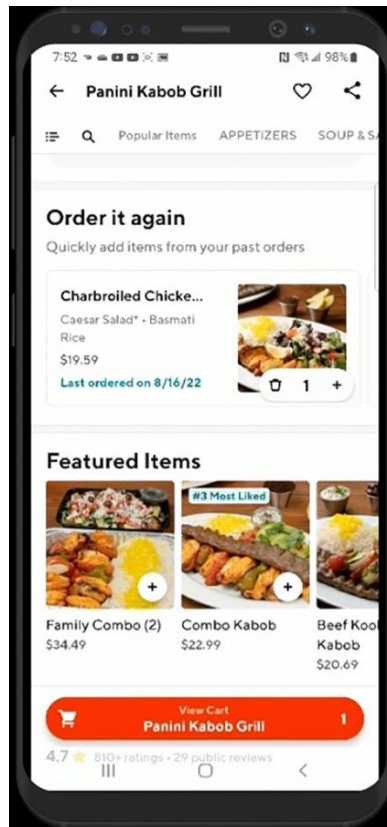 7:52
98%
Panini Kabob Grill
Popular Items APPETIZERS SOUP & SA
Order it again
Quickly add items from your past orders
Charbroiled Chicke...
Caesar Salad* • Basmati
Rice
$19.59
Last ordered on 8/16/22
1
Featured Items
#3 Most Liked
Family Combo (2)
$34.49
Combo Kabob
$22.99
Beef Koo
Kabob
$20.69
View Cart
Panini Kabob Grill
1
4.7 610+ ratings • 29 public reviews